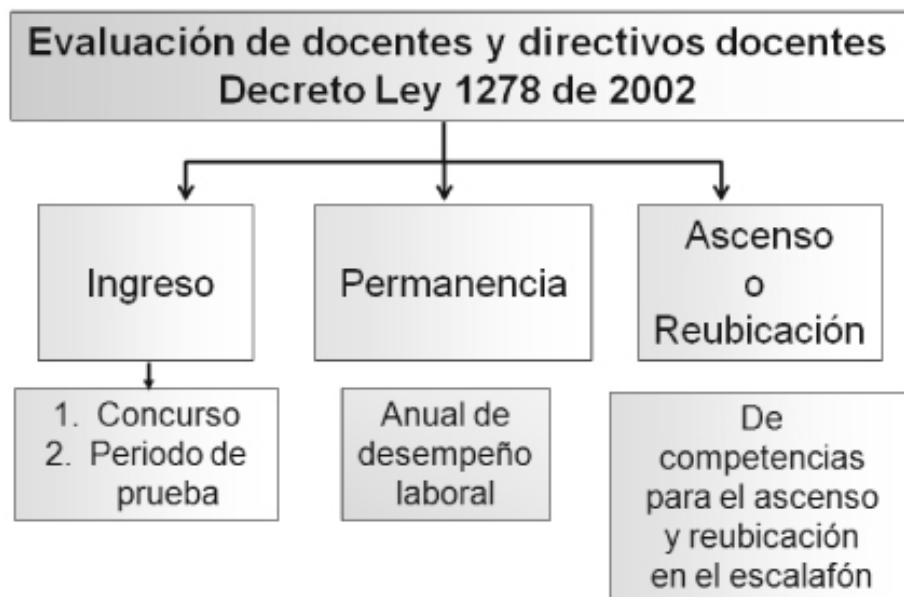 Evaluación de docentes y directivos docentes
Decreto Ley 1278 de 2002
Ingreso
Permanencia
Ascenso
o
Reubicación
1. Concurso
2. Periodo de
prueba
Anual de
desempeño
laboral
De
competencias
para el ascenso
y reubicación
en el escalafón